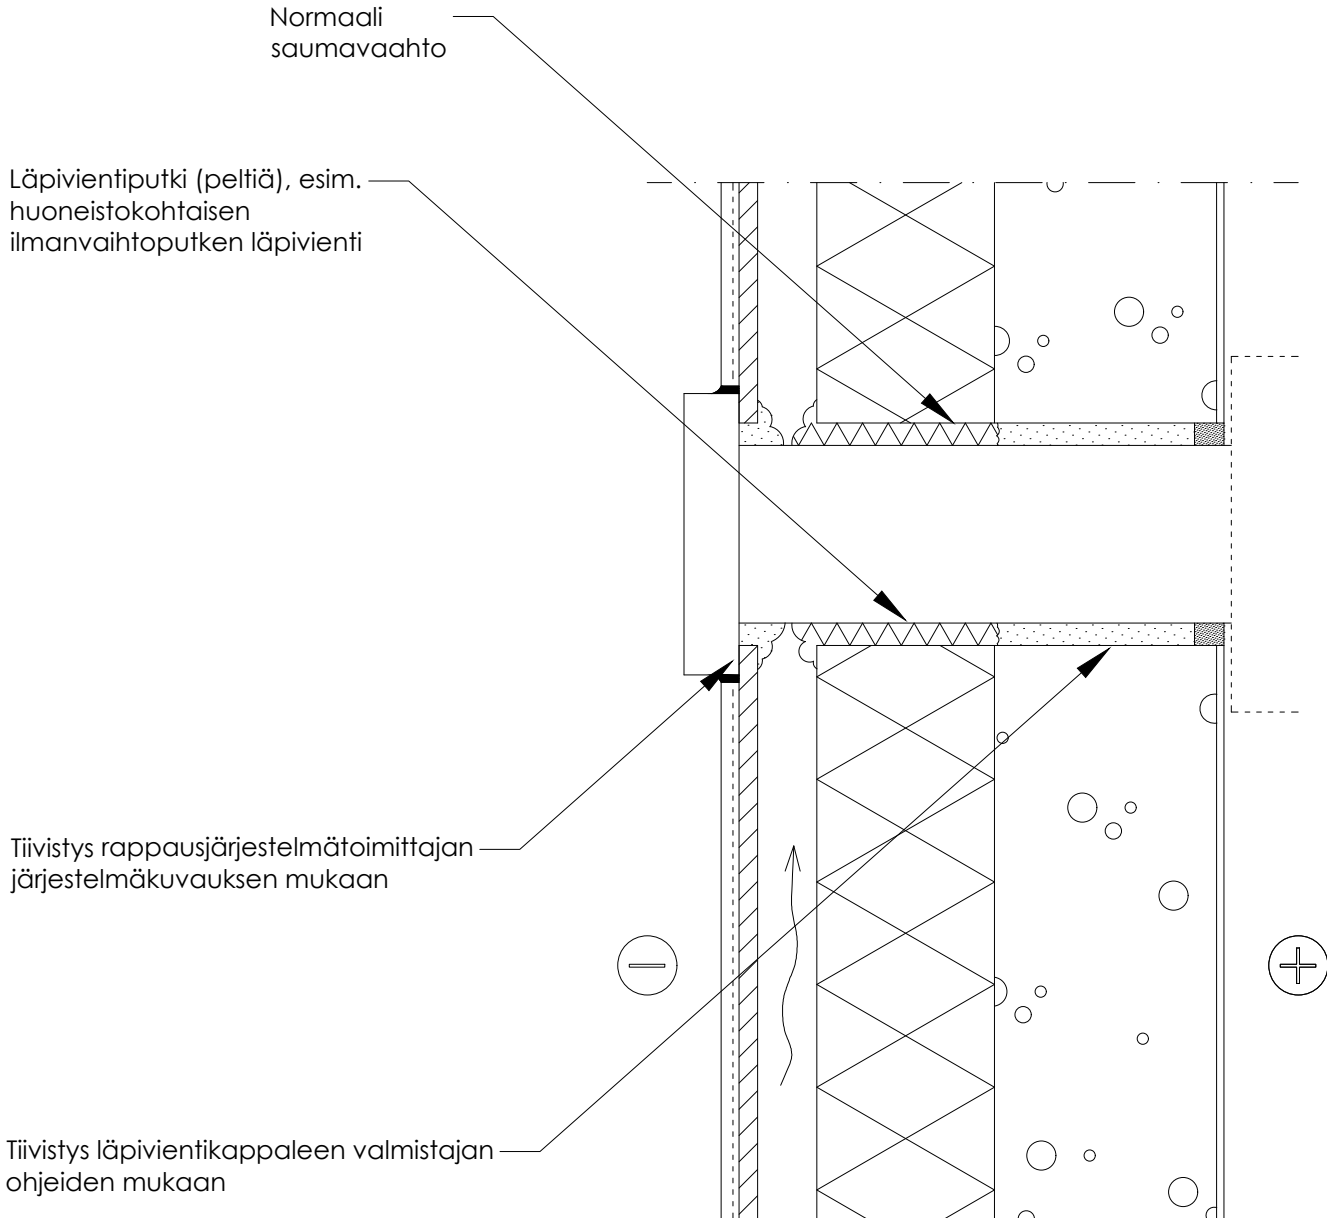 Normaali
saumavaahto
Läpivientiputki (peltiä), esim.
huoneistokohtaisen
ilmanvaihtoputken läpivienti
Tiivistys rappausjärjestelmätoimittajan
järjestelmäkuvauksen mukaan
Tiivistys läpivientikappaleen valmistajan
ohjeiden mukaan